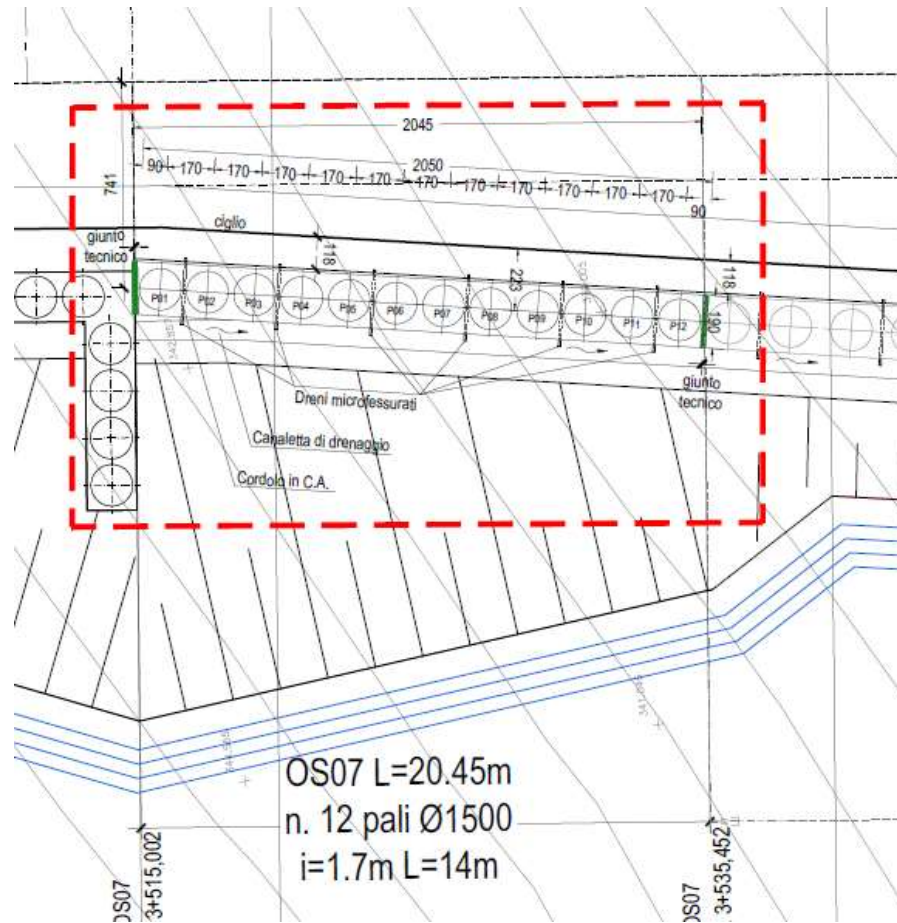 2045
2050
90 170 170 170 170 170 170 170 170 170 170 170 90
741
ciglio
giunto
tecnico
118
223
118
190
P01 P02 P03 P04 P05 P06 P07 P08 P09 P10 P11 P12
Dreni microfessurati
giunto
tecnico
Canaletta di drenaggio
Cordolo in C.A.
OS07 L=20.45m
n. 12 pali Ø1500
i=1.7m L=14m
OS07
3+515,002
OS07
3+535,452